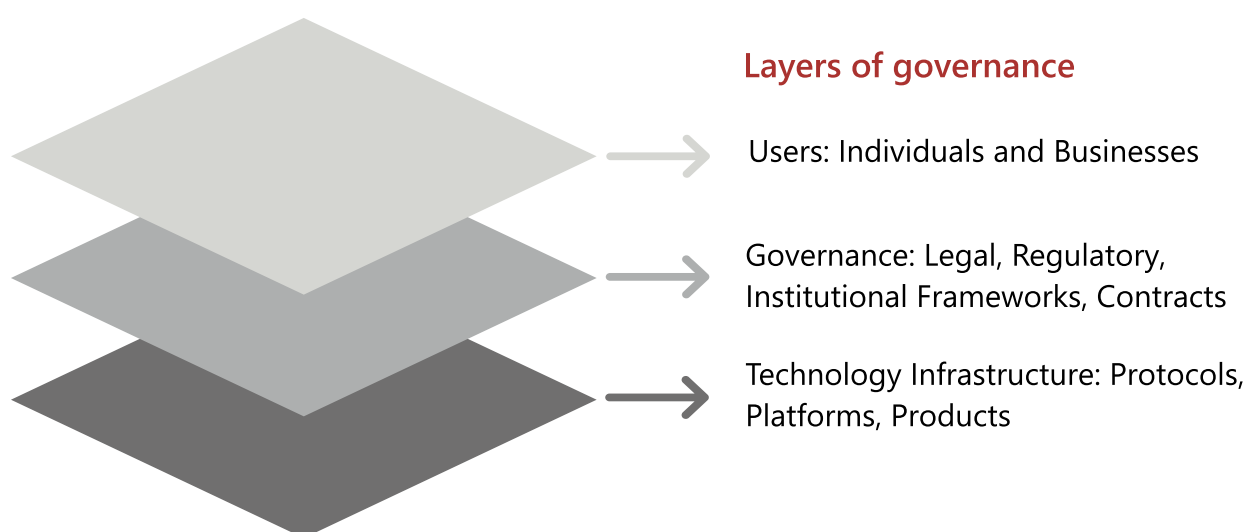 Layers of governance
Users: Individuals and Businesses
Governance: Legal, Regulatory,
Institutional Frameworks, Contracts
Technology Infrastructure: Protocols,
Platforms, Products